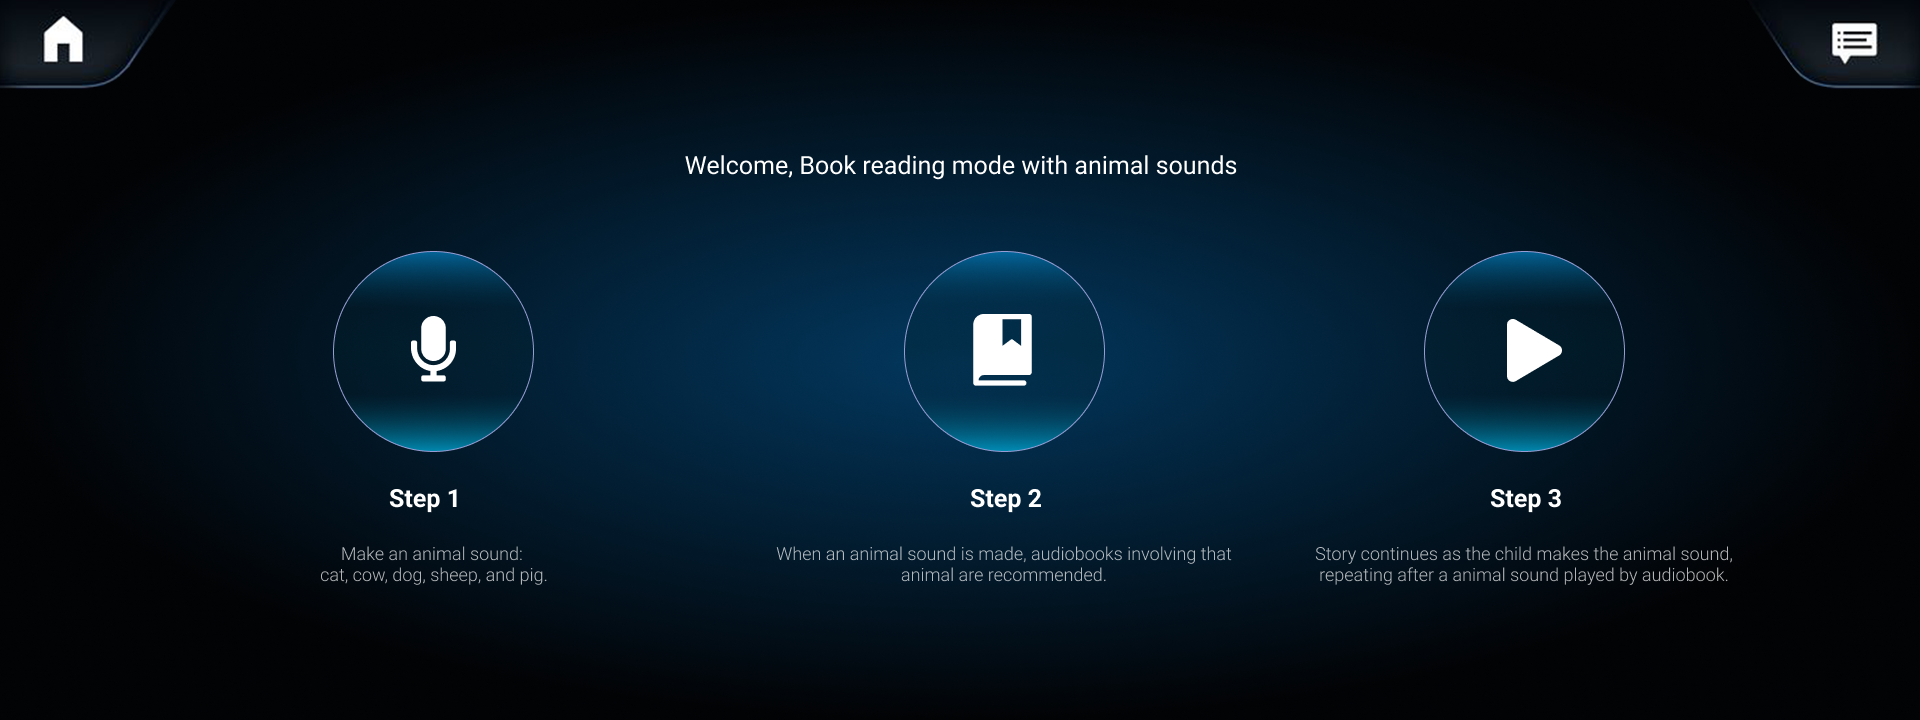 Welcome, Book reading mode with animal sounds
Step 1
Make an animal sound:
cat, cow, dog, sheep, and pig.
Step 2
When an animal sound is made, audiobooks involving that
animal are recommended.
Step 3
Story continues as the child makes the animal sound,
repeating after a animal sound played by audiobook.